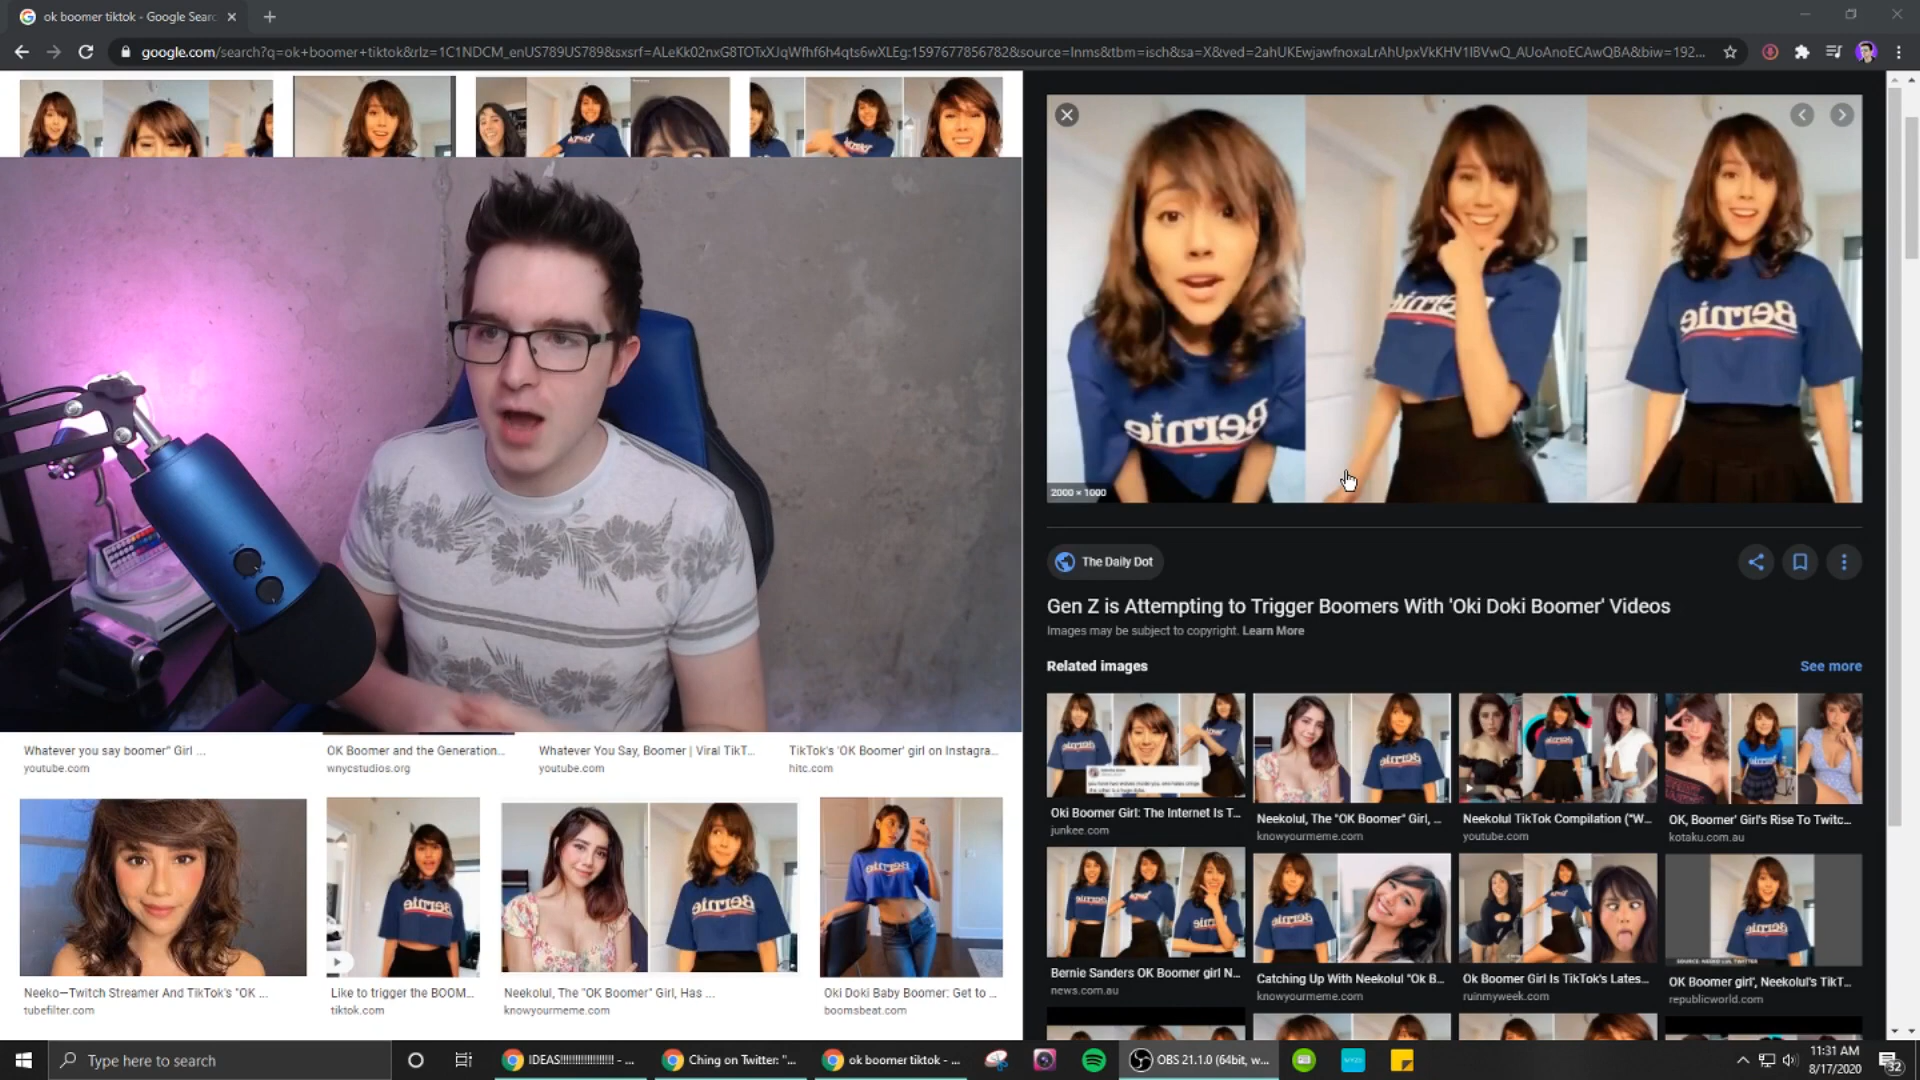 ok boomer tiktok - Google Sear
google.com/search?q=ok+boomer+tiktok&rlz=1C1NDCM_enUS789US789&sxsrf=ALeKk02nxG8TOTxXJqWfhf6h4qts6wXLEg:1597677856782&source=lnms&tbm=isch&sa=X&ved=2ahUKEwjawfnoxaLrAhUpxVkKHV1IBVwQ_AUoAnoECAwQBA&biw=192...
Bernie
Bernie
Bernie
2000 × 1000
The Daily Dot
Gen Z is Attempting to Trigger Boomers With 'Oki Doki Boomer' Videos
Images may be subject to copyright. Learn More
Related images
See more
Whatever you say boomer" Girl ...
youtube.com
OK Boomer and the Generation...
wnycstudios.org
Whatever You Say, Boomer | Viral TikT...
youtube.com
TikTok's 'OK Boomer' girl on Instagra...
hitc.com
Oki Boomer Girl: The Internet Is T...
junkee.com
Neekolul, The "OK Boomer" Girl, ...
knowyourmeme.com
Neekolul TikTok Compilation ("W...
youtube.com
OK, Boomer' Girl's Rise To Twitc...
kotaku.com.au
Bernie Sanders OK Boomer girl N...
news.com.au
Catching Up With Neekolul "Ok B...
knowyourmeme.com
Ok Boomer Girl Is TikTok's Lates...
ruinmyweek.com
OK Boomer girl', Neekolul's TikT...
republicworld.com
Neeko—Twitch Streamer And TikTok's "OK ...
tubefilter.com
Like to trigger the BOOM...
tiktok.com
Neekolul, The "OK Boomer" Girl, Has ...
knowyourmeme.com
Oki Doki Baby Boomer: Get to ...
boomsbeat.com
Type here to search
IDEAS!!!!!!!!!!!!!!!!!!! - ...
Ching on Twitter: "...
ok boomer tiktok - ...
OBS 21.1.0 (64bit, w...
11:31 AM
8/17/2020
32